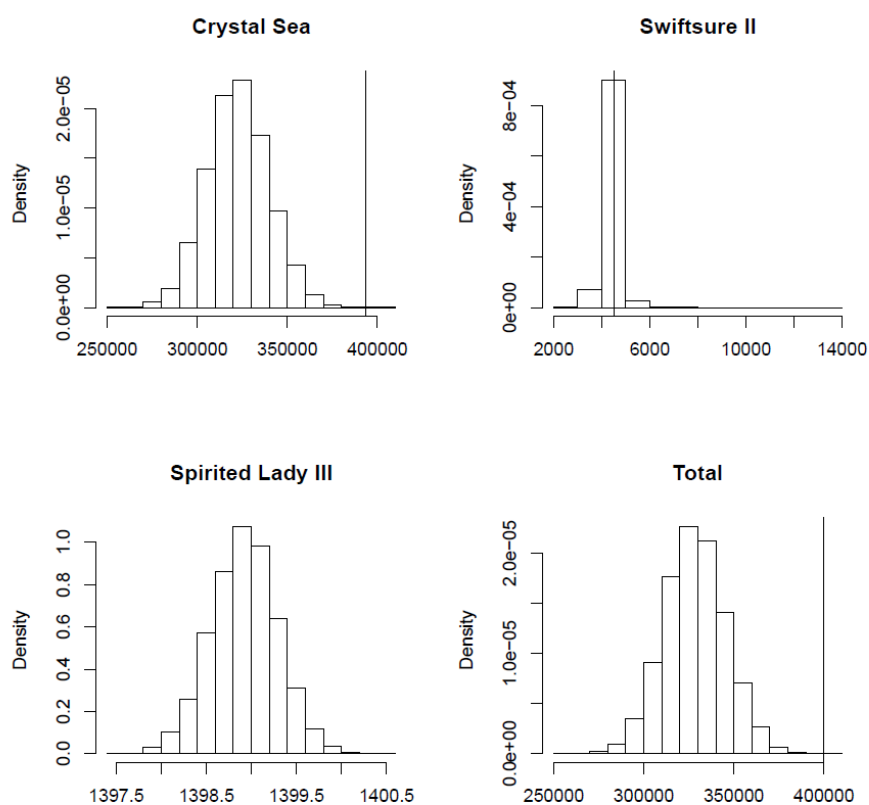 Crystal Sea
Density
0.0e+00 1.0e−05 2.0e−05
250000 300000 350000 400000
Swiftsure II
Density
0e+00 4e−04 8e−04
2000 6000 10000 14000
Spirited Lady III
Density
0.0 0.2 0.4 0.6 0.8 1.0
1397.5 1398.5 1399.5 1400.5
Total
Density
0.0e+00 1.0e−05 2.0e−05
250000 300000 350000 400000